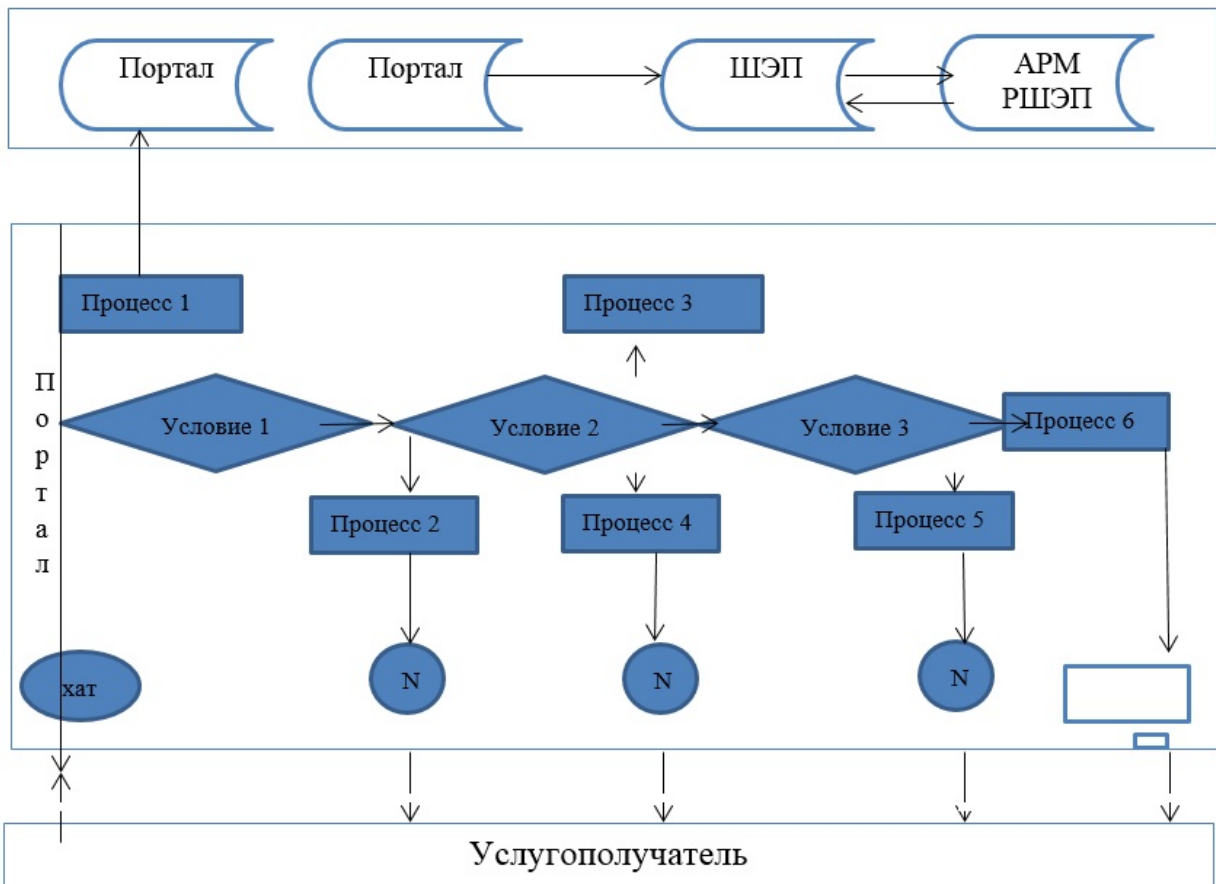 Портал
Портал
ШЭП
АРМ
РШЭП
Процесс 1
Процесс 3
Портал
Условие 1
Условие 2
Условие 3
Процесс 6
Процесс 2
Процесс 4
Процесс 5
хат
N
N
N
Услугополучатель